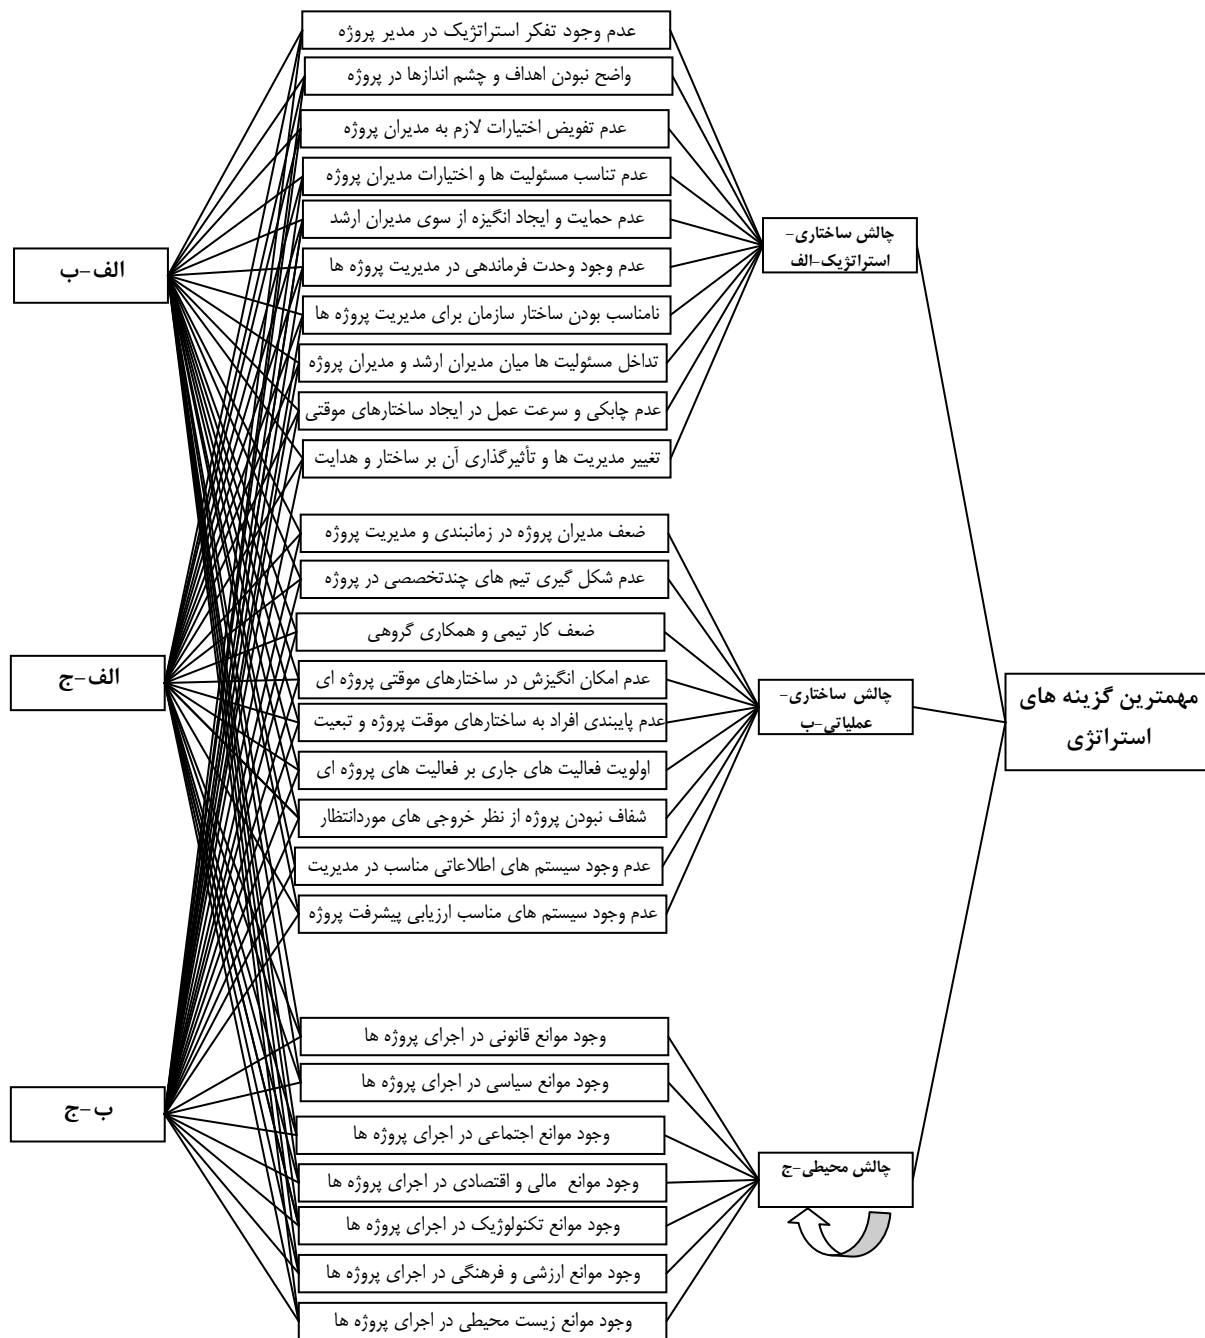 مهمترین گزینه های
استراتژی
چالش ساختاری-
استراتژیک-الف
عدم وجود تفکر استراتژیک در مدیر پروژه
واضح نبودن اهداف و چشم اندازها در پروژه
عدم تفویض اختیارات لازم به مدیران پروژه
عدم تناسب مسئولیت ها و اختیارات مدیران پروژه
عدم حمایت و ایجاد انگیزه از سوی مدیران ارشد
عدم وجود وحدت فرماندهی در مدیریت پروژه ها
نامناسب بودن ساختار سازمان برای مدیریت پروژه ها
تداخل مسئولیت ها میان مدیران ارشد و مدیران پروژه
عدم چابکی و سرعت عمل در ایجاد ساختارهای موقتی
تغییر مدیریت ها و تأثیرگذاری آن بر ساختار و هدایت
چالش ساختاری-
عملیاتی-ب
ضعف مدیران پروژه در زمانبندی و مدیریت پروژه
عدم شکل گیری تیم های چندتخصصی در پروژه
ضعف کار تیمی و همکاری گروهی
عدم امکان انگیزش در ساختارهای موقتی پروژه ای
عدم پایبندی افراد به ساختارهای موقت پروژه و تبعیت
اولویت فعالیت های جاری بر فعالیت های پروژه ای
شفاف نبودن پروژه از نظر خروجی های موردانتظار
عدم وجود سیستم های اطلاعاتی مناسب در مدیریت
عدم وجود سیستم های مناسب ارزیابی پیشرفت پروژه
چالش محیطی-ج
وجود موانع قانونی در اجرای پروژه ها
وجود موانع سیاسی در اجرای پروژه ها
وجود موانع اجتماعی در اجرای پروژه ها
وجود موانع مالی و اقتصادی در اجرای پروژه ها
وجود موانع تکنولوژیک در اجرای پروژه ها
وجود موانع ارزشی و فرهنگی در اجرای پروژه ها
وجود موانع زیست محیطی در اجرای پروژه ها
الف-ب
الف-ج
ب-ج